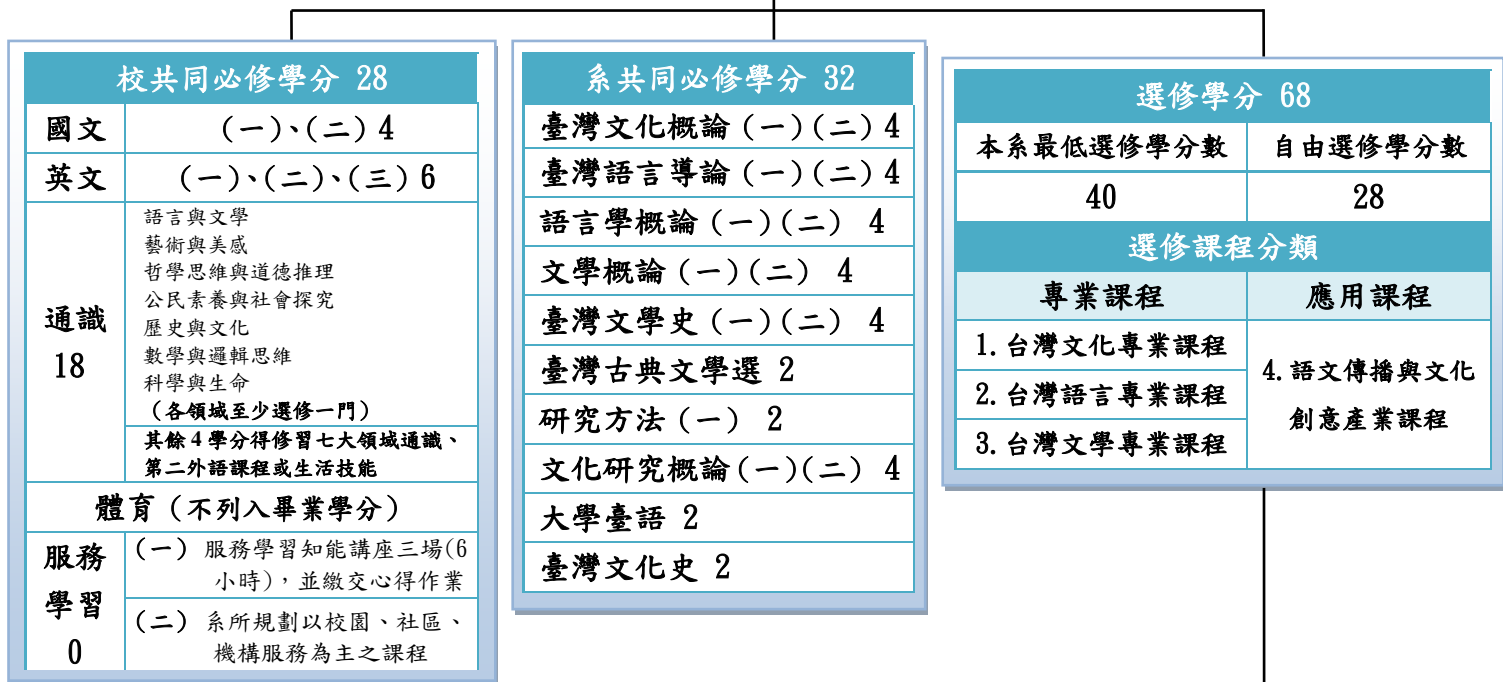 校共同必修學分 28
國文
(一)、(二) 4
英文
(一)、(二)、(三) 6
通識
18
語言與文學
藝術與美感
哲學思維與道德推理
公民素養與社會探究
歷史與文化
數學與邏輯思維
科學與生命
(各領域至少選修一門)
其餘 4 學分得修習七大領域通識、
第二外語課程或生活技能
體育(不列入畢業學分)
服務
學習
0
(一) 服務學習知能講座三場(6
小時),並繳交心得作業
(二) 系所規劃以校園、社區、
機構服務為主之課程
系共同必修學分 32
臺灣文化概論(一)(二) 4
臺灣語言導論(一)(二) 4
語言學概論(一)(二) 4
文學概論(一)(二) 4
臺灣文學史(一)(二) 4
臺灣古典文學選 2
研究方法(一) 2
文化研究概論(一)(二) 4
大學臺語 2
臺灣文化史 2
選修學分 68
本系最低選修學分數
自由選修學分數
40
28
選修課程分類
專業課程
應用課程
1.台灣文化專業課程
2.台灣語言專業課程
3.台灣文學專業課程
4.語文傳播與文化
創意產業課程